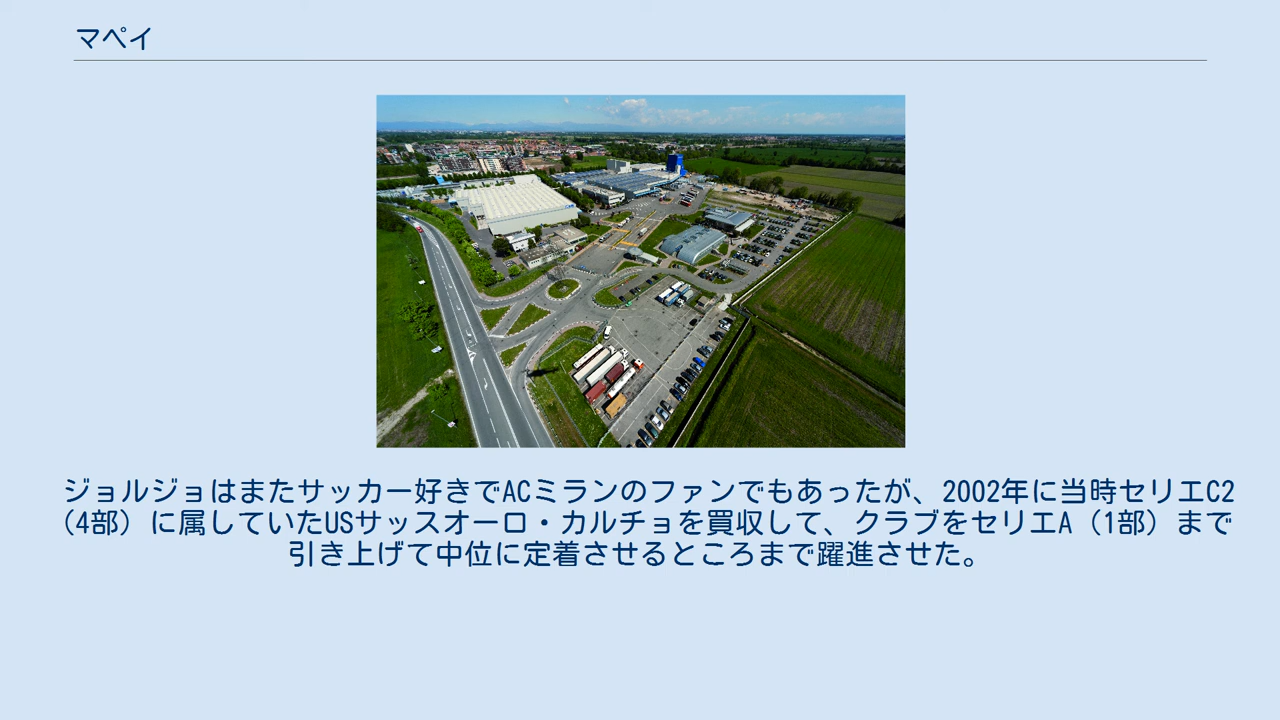 マペイ
ジョルジョはまたサッカー好きでACミランのファンでもあったが、2002年に当時セリエC2
（4部）に属していたUSサッスオーロ・カルチョを買収して、クラブをセリエA（1部）まで
引き上げて中位に定着させるところまで躍進させた。